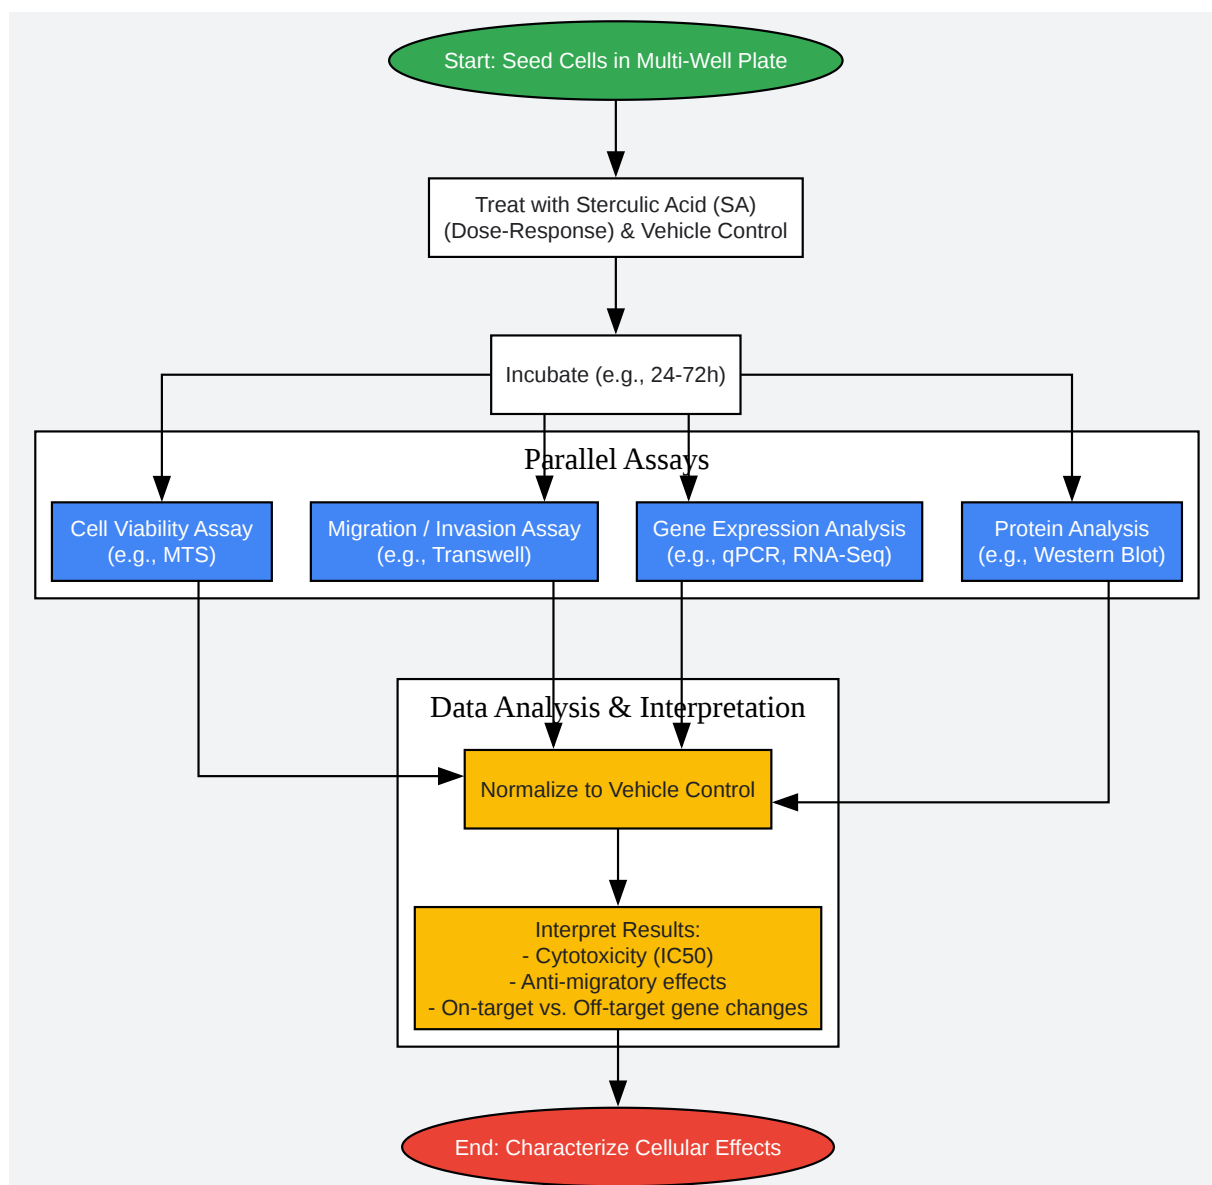 Start: Seed Cells in Multi-Well Plate
Treat with Sterculic Acid (SA)
(Dose-Response) & Vehicle Control
Incubate (e.g., 24-72h)
Parallel Assays
Cell Viability Assay
(e.g., MTS)
Migration / Invasion Assay
(e.g., Transwell)
Gene Expression Analysis
(e.g., qPCR, RNA-Seq)
Protein Analysis
(e.g., Western Blot)
Data Analysis & Interpretation
Normalize to Vehicle Control
Interpret Results:
- Cytotoxicity (IC50)
- Anti-migratory effects
- On-target vs. Off-target gene changes
End: Characterize Cellular Effects